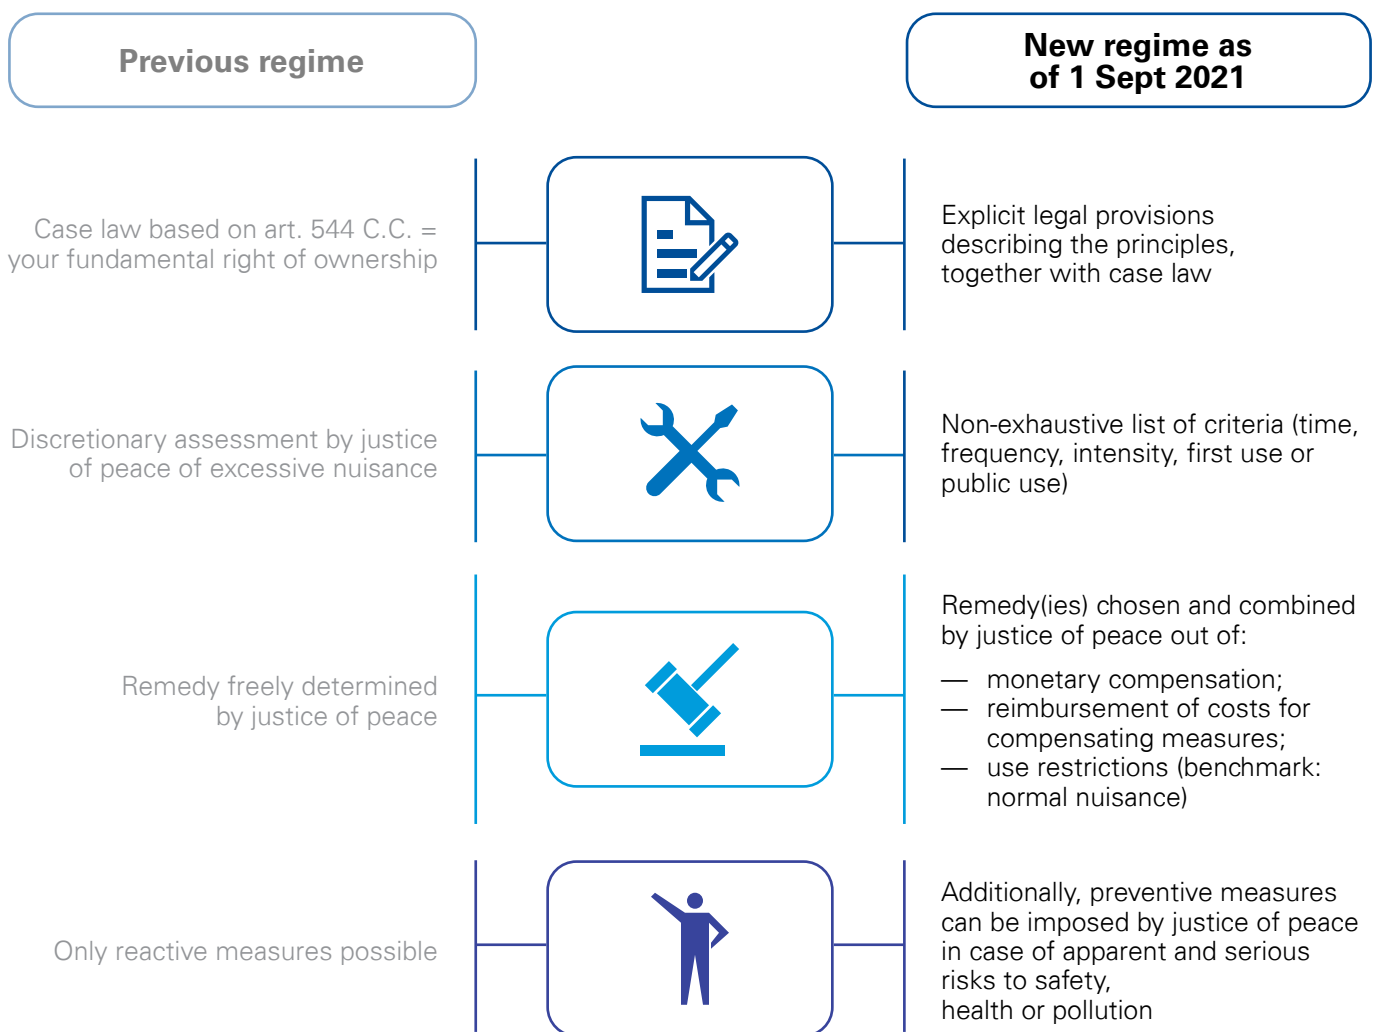 Previous regime
New regime as
of 1 Sept 2021
Case law based on art. 544 C.C. =
your fundamental right of ownership
Explicit legal provisions
describing the principles,
together with case law
Discretionary assessment by justice
of peace of excessive nuisance
Non-exhaustive list of criteria (time,
frequency, intensity, first use or
public use)
Remedy freely determined
by justice of peace
Remedy(ies) chosen and combined
by justice of peace out of:
— monetary compensation;
— reimbursement of costs for
compensating measures;
— use restrictions (benchmark:
normal nuisance)
Only reactive measures possible
Additionally, preventive measures
can be imposed by justice of peace
in case of apparent and serious
risks to safety,
health or pollution